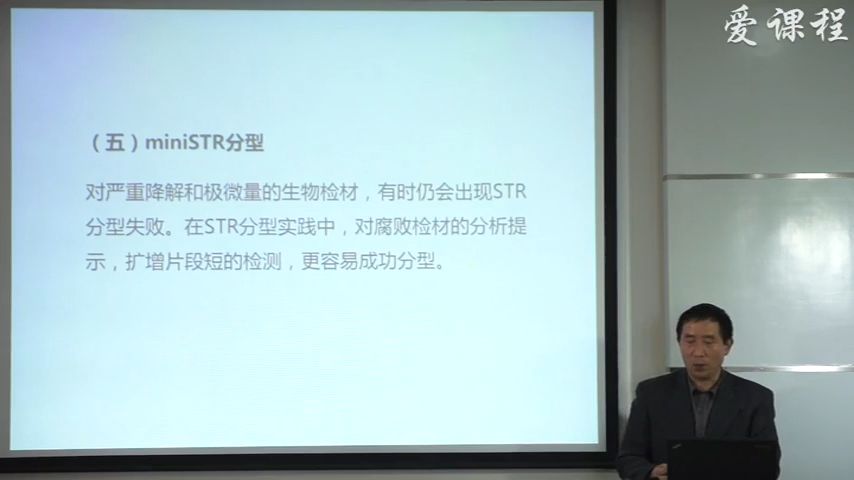 爱课程
（五）miniSTR分型
对严重降解和极微量的生物检材，有时仍会出现STR
分型失败。在STR分型实践中，对腐败检材的分析提
示，扩增片段短的检测，更容易成功分型。